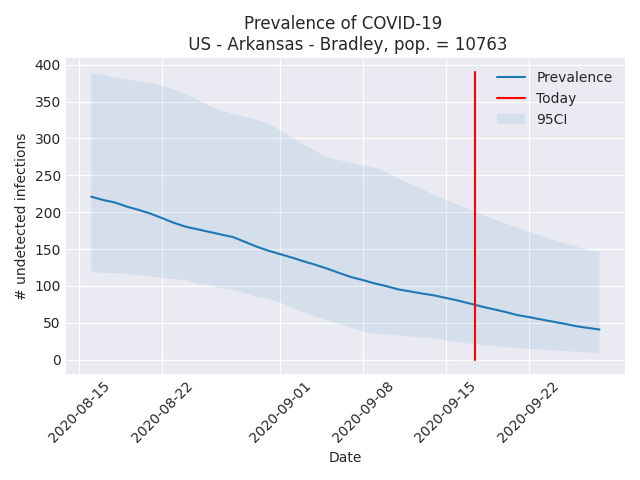 Prevalence of COVID-19
US - Arkansas - Bradley, pop. = 10763
400
350
300
250
200
150
100
50
0
# undetected infections
Prevalence
Today
95CI
2020-08-15
2020-08-22
2020-09-01
2020-09-08
2020-09-15
2020-09-22
Date